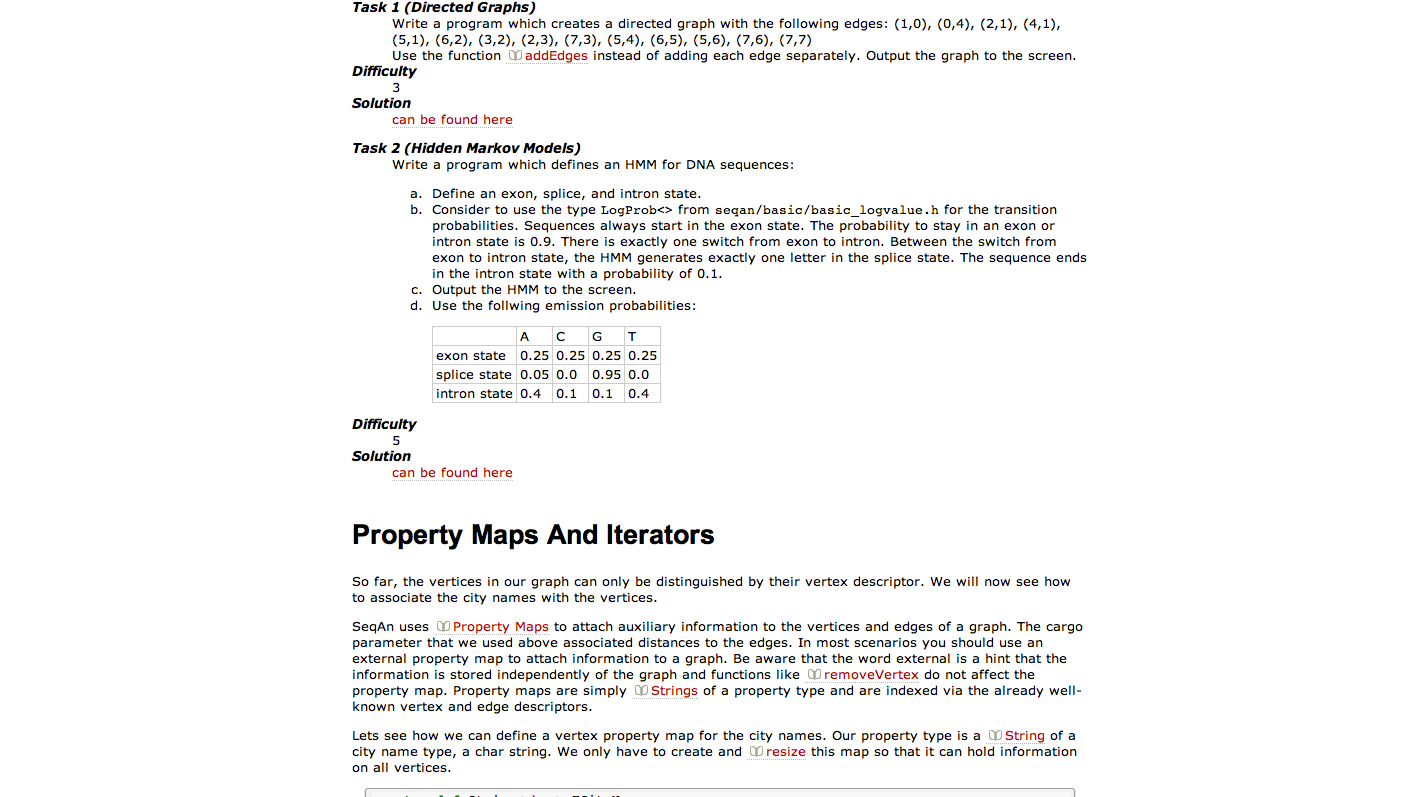 Task 1 (Directed Graphs)
Write a program which creates a directed graph with the following edges: (1,0), (0,4), (2,1), (4,1),
(5,1), (6,2), (3,2), (2,3), (7,3), (5,4), (6,5), (5,6), (7,6), (7,7)
Use the function addEdges instead of adding each edge separately. Output the graph to the screen.
Difficulty
3
Solution
can be found here
Task 2 (Hidden Markov Models)
Write a program which defines an HMM for DNA sequences:
a. Define an exon, splice, and intron state.
b. Consider to use the type LogProb<> from seqan/basic/basic_logvalue.h for the transition
probabilities. Sequences always start in the exon state. The probability to stay in an exon or
intron state is 0.9. There is exactly one switch from exon to intron. Between the switch from
exon to intron state, the HMM generates exactly one letter in the splice state. The sequence ends
in the intron state with a probability of 0.1.
c. Output the HMM to the screen.
d. Use the follwing emission probabilities:
A C G T
exon state 0.25 0.25 0.25 0.25
splice state 0.05 0.0 0.95 0.0
intron state 0.4 0.1 0.1 0.4
Difficulty
5
Solution
can be found here
Property Maps And Iterators
So far, the vertices in our graph can only be distinguished by their vertex descriptor. We will now see how
to associate the city names with the vertices.
SeqAn uses Property Maps to attach auxiliary information to the vertices and edges of a graph. The cargo
parameter that we used above associated distances to the edges. In most scenarios you should use an
external property map to attach information to a graph. Be aware that the word external is a hint that the
information is stored independently of the graph and functions like removeVertex do not affect the
property map. Property maps are simply Strings of a property type and are indexed via the already well-
known vertex and edge descriptors.
Lets see how we can define a vertex property map for the city names. Our property type is a String of a
city name type, a char string. We only have to create and resize this map so that it can hold information
on all vertices.